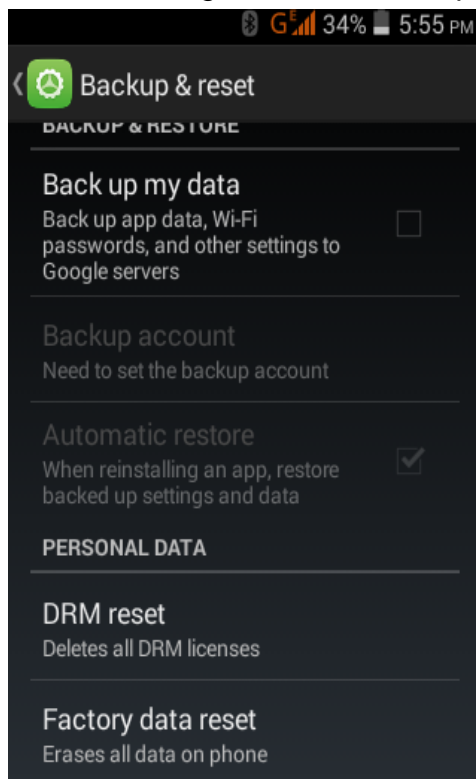 G E 34% 5:55 PM
Backup & reset
BACKUP & RESTORE
Back up my data
Back up app data, Wi-Fi
passwords, and other settings to
Google servers
Backup account
Need to set the backup account
Automatic restore
When reinstalling an app, restore
backed up settings and data
PERSONAL DATA
DRM reset
Deletes all DRM licenses
Factory data reset
Erases all data on phone